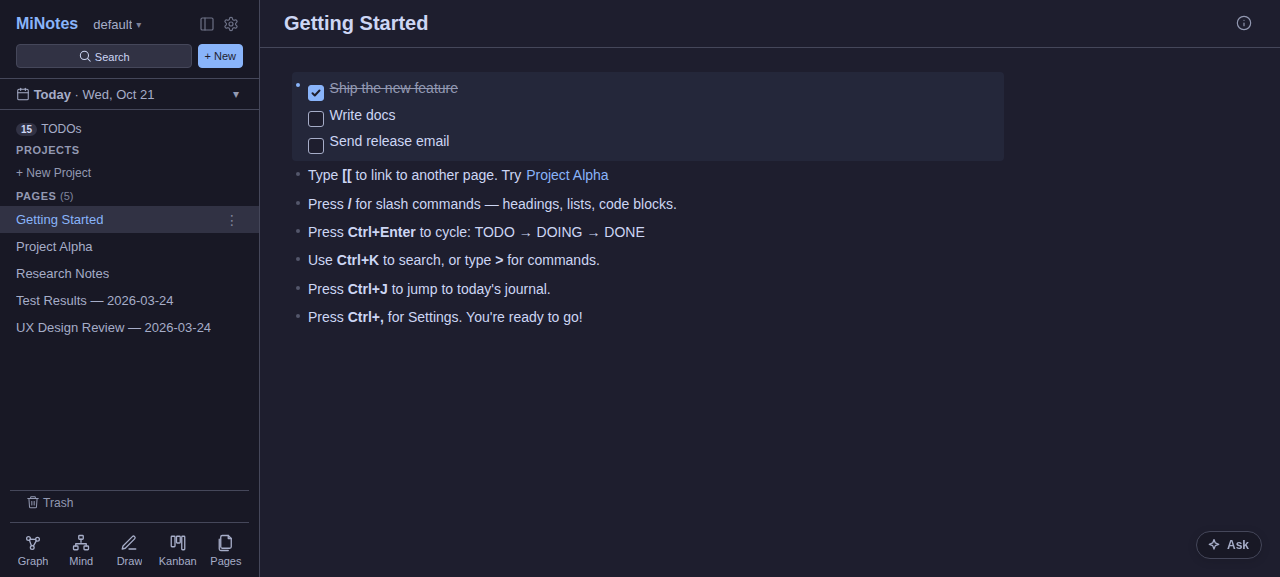 MiNotes default
Search + New
Today · Wed, Oct 21
15 TODOs
PROJECTS
+ New Project
PAGES (5)
Getting Started
Project Alpha
Research Notes
Test Results — 2026-03-24
UX Design Review — 2026-03-24
Trash
Graph Mind Draw Kanban Pages
Getting Started
Ship the new feature
Write docs
Send release email
Type [[ to link to another page. Try Project Alpha
Press / for slash commands — headings, lists, code blocks.
Press Ctrl+Enter to cycle: TODO → DOING → DONE
Use Ctrl+K to search, or type > for commands.
Press Ctrl+J to jump to today's journal.
Press Ctrl+, for Settings. You're ready to go!
Ask